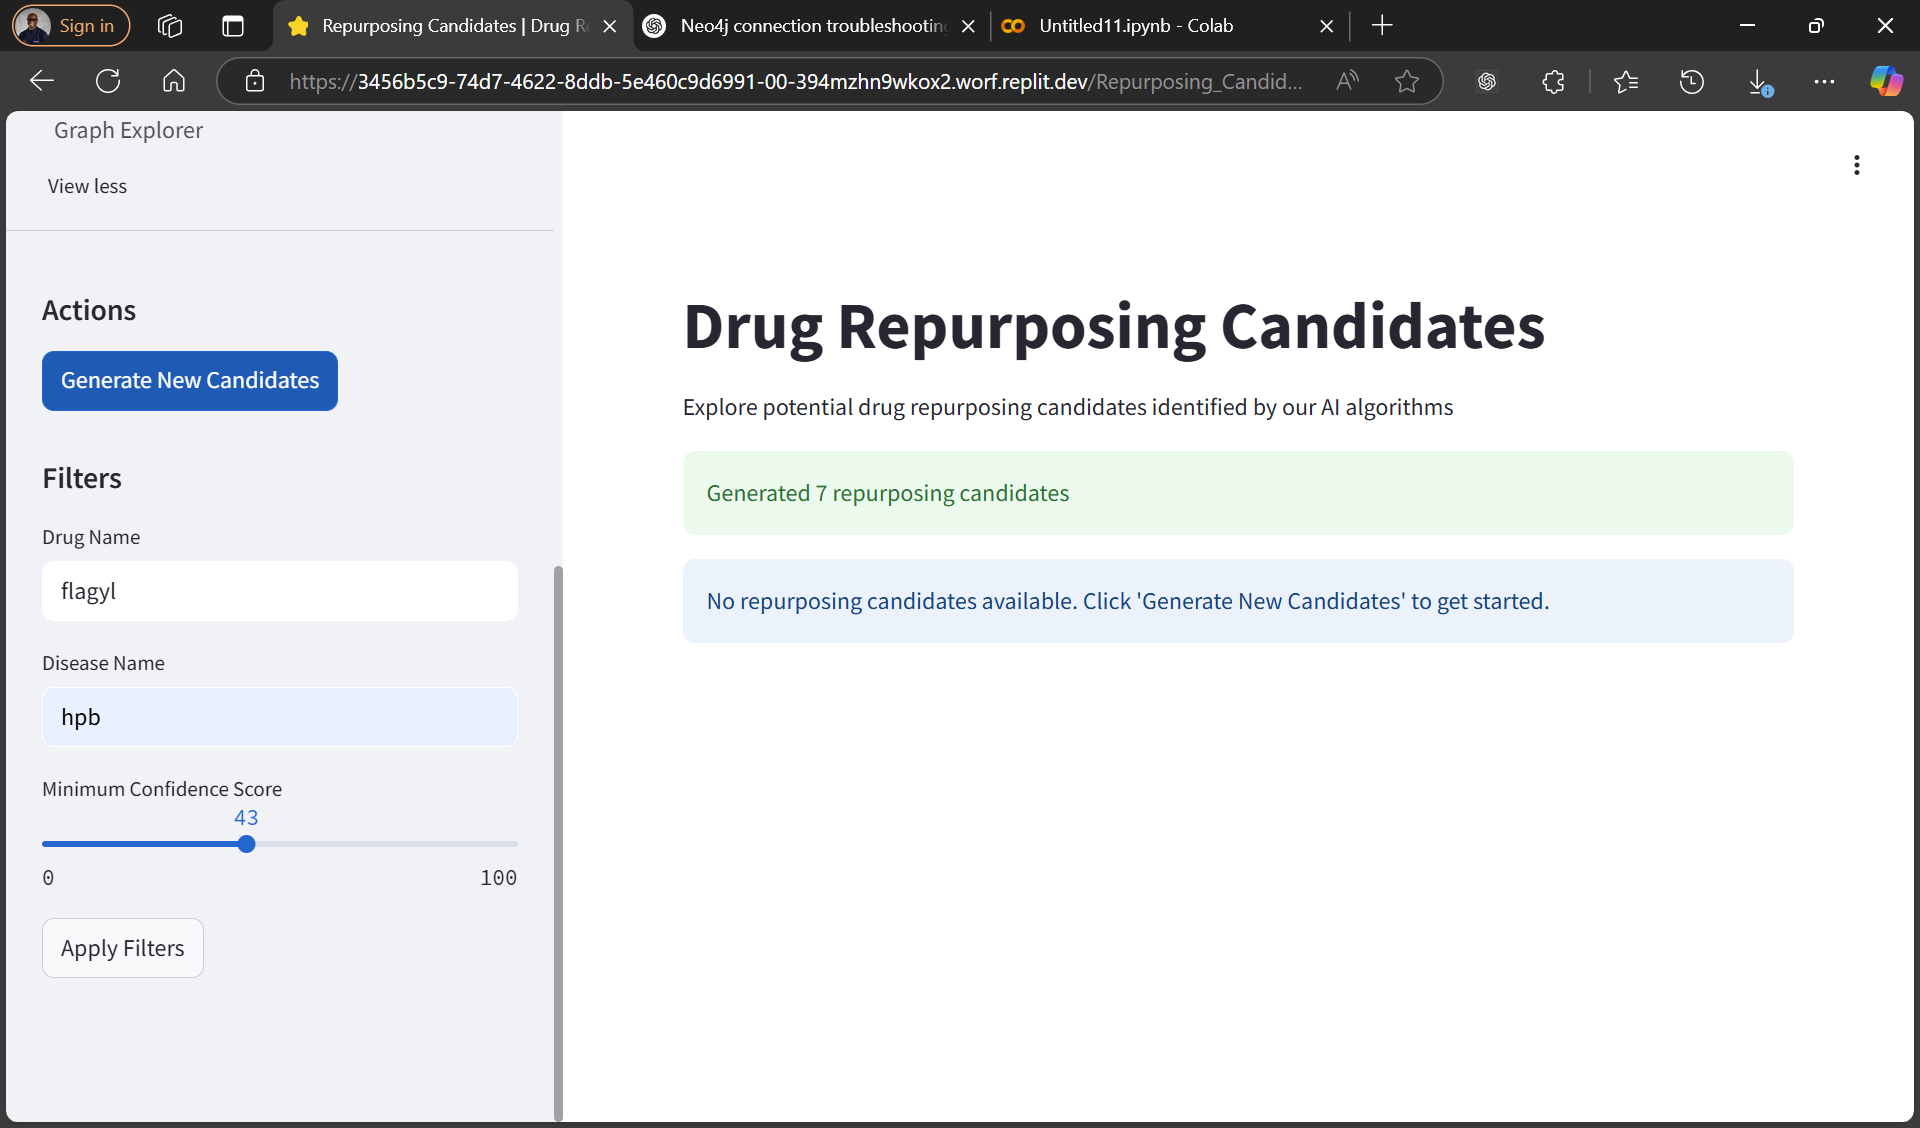 Sign in
Repurposing Candidates | Drug Re
Neo4j connection troubleshooting
Untitled11.ipynb - Colab
https://3456b5c9-74d7-4622-8ddb-5e460c9d6991-00-394mzhn9wkox2.worf.replit.dev/Repurposing_Candid...
Graph Explorer
View less
Actions
Generate New Candidates
Filters
Drug Name
flagyl
Disease Name
hpb
Minimum Confidence Score
43
0 100
Apply Filters
Drug Repurposing Candidates
Explore potential drug repurposing candidates identified by our AI algorithms
Generated 7 repurposing candidates
No repurposing candidates available. Click 'Generate New Candidates' to get started.